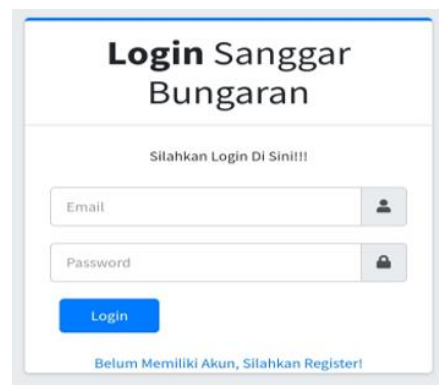 Login Sanggar
Bungaran
Silahkan Login Di Sini!!!
Email
Password
Login
Belum Memiliki Akun, Silahkan Register!